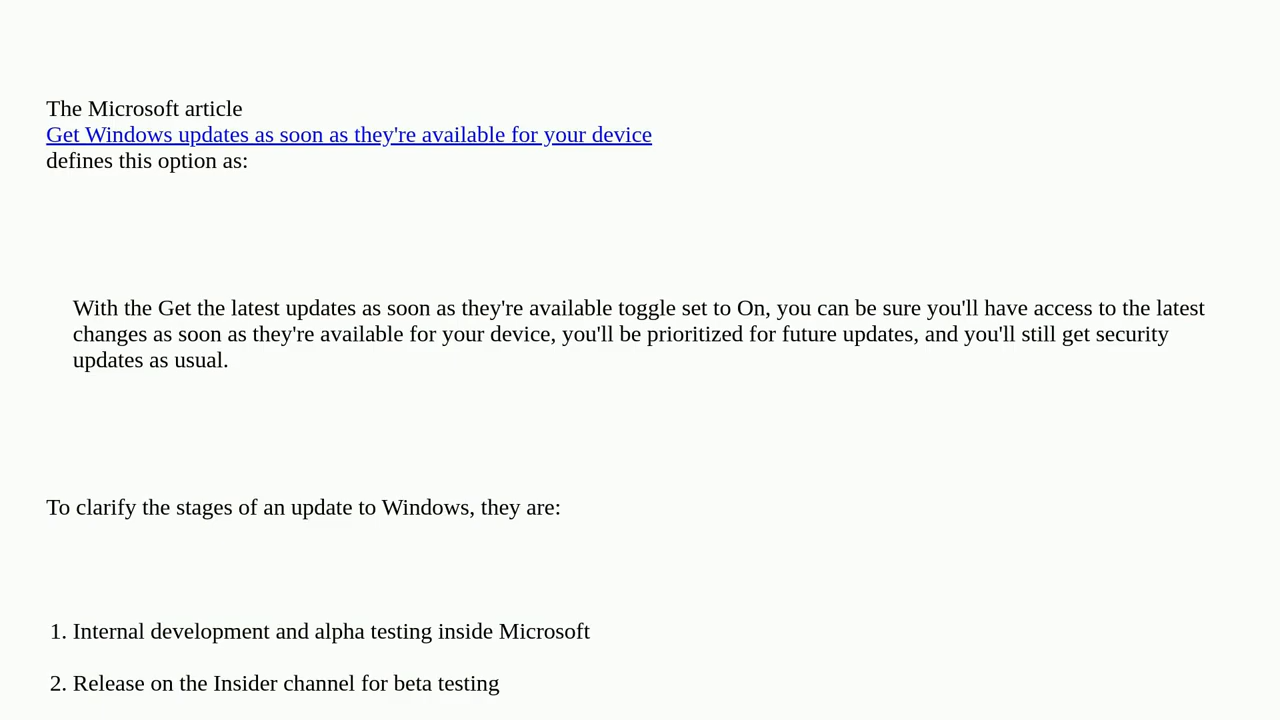 The Microsoft article
Get Windows updates as soon as they're available for your device
defines this option as:
With the Get the latest updates as soon as they're available toggle set to On, you can be sure you'll have access to the latest
changes as soon as they're available for your device, you'll be prioritized for future updates, and you'll still get security
updates as usual.
To clarify the stages of an update to Windows, they are:
1. Internal development and alpha testing inside Microsoft
2. Release on the Insider channel for beta testing